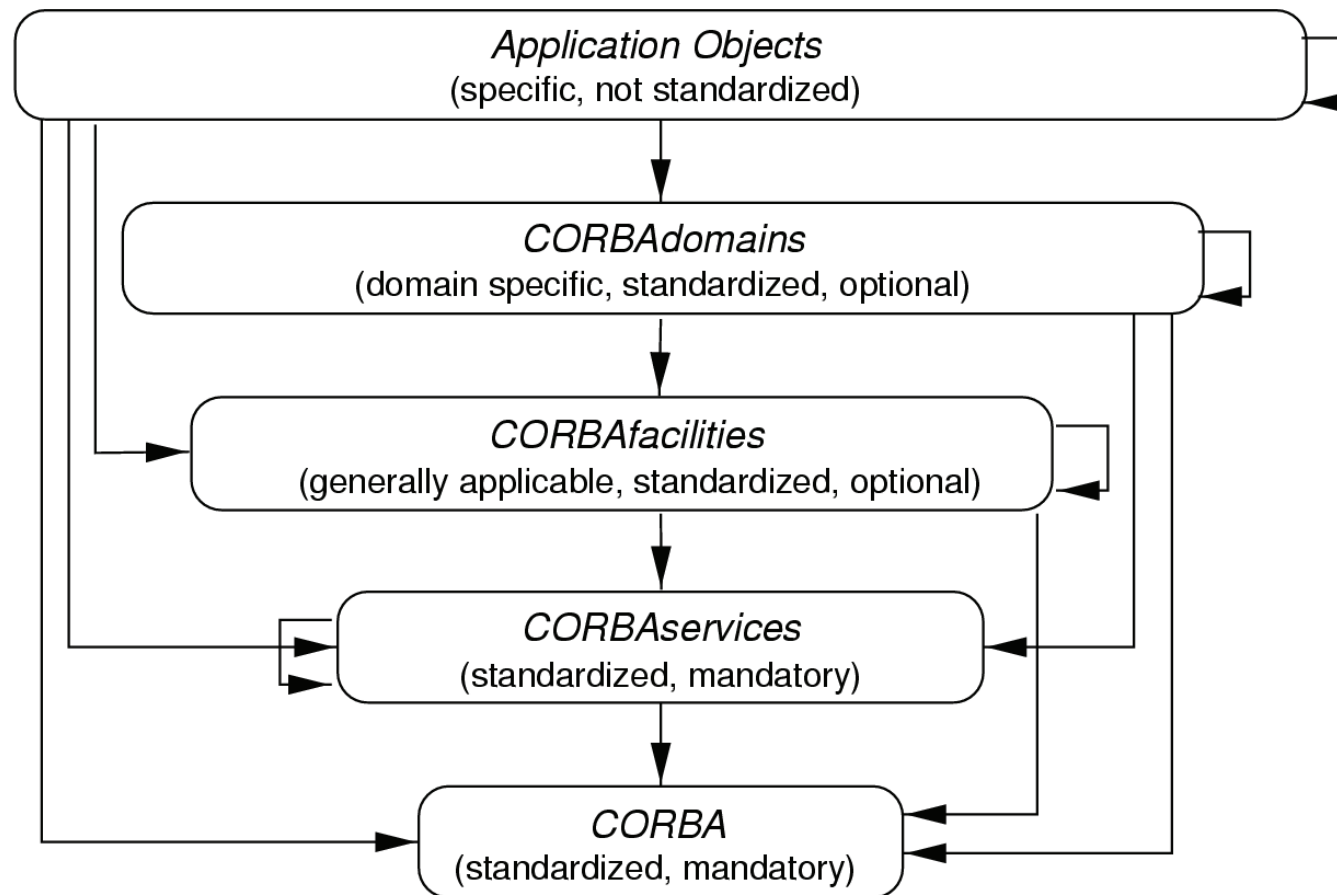 Application Objects
(specific, not standardized)
CORBAdomains
(domain specific, standardized, optional)
CORBAfacilities
(generally applicable, standardized, optional)
CORBAservices
(standardized, mandatory)
CORBA
(standardized, mandatory)